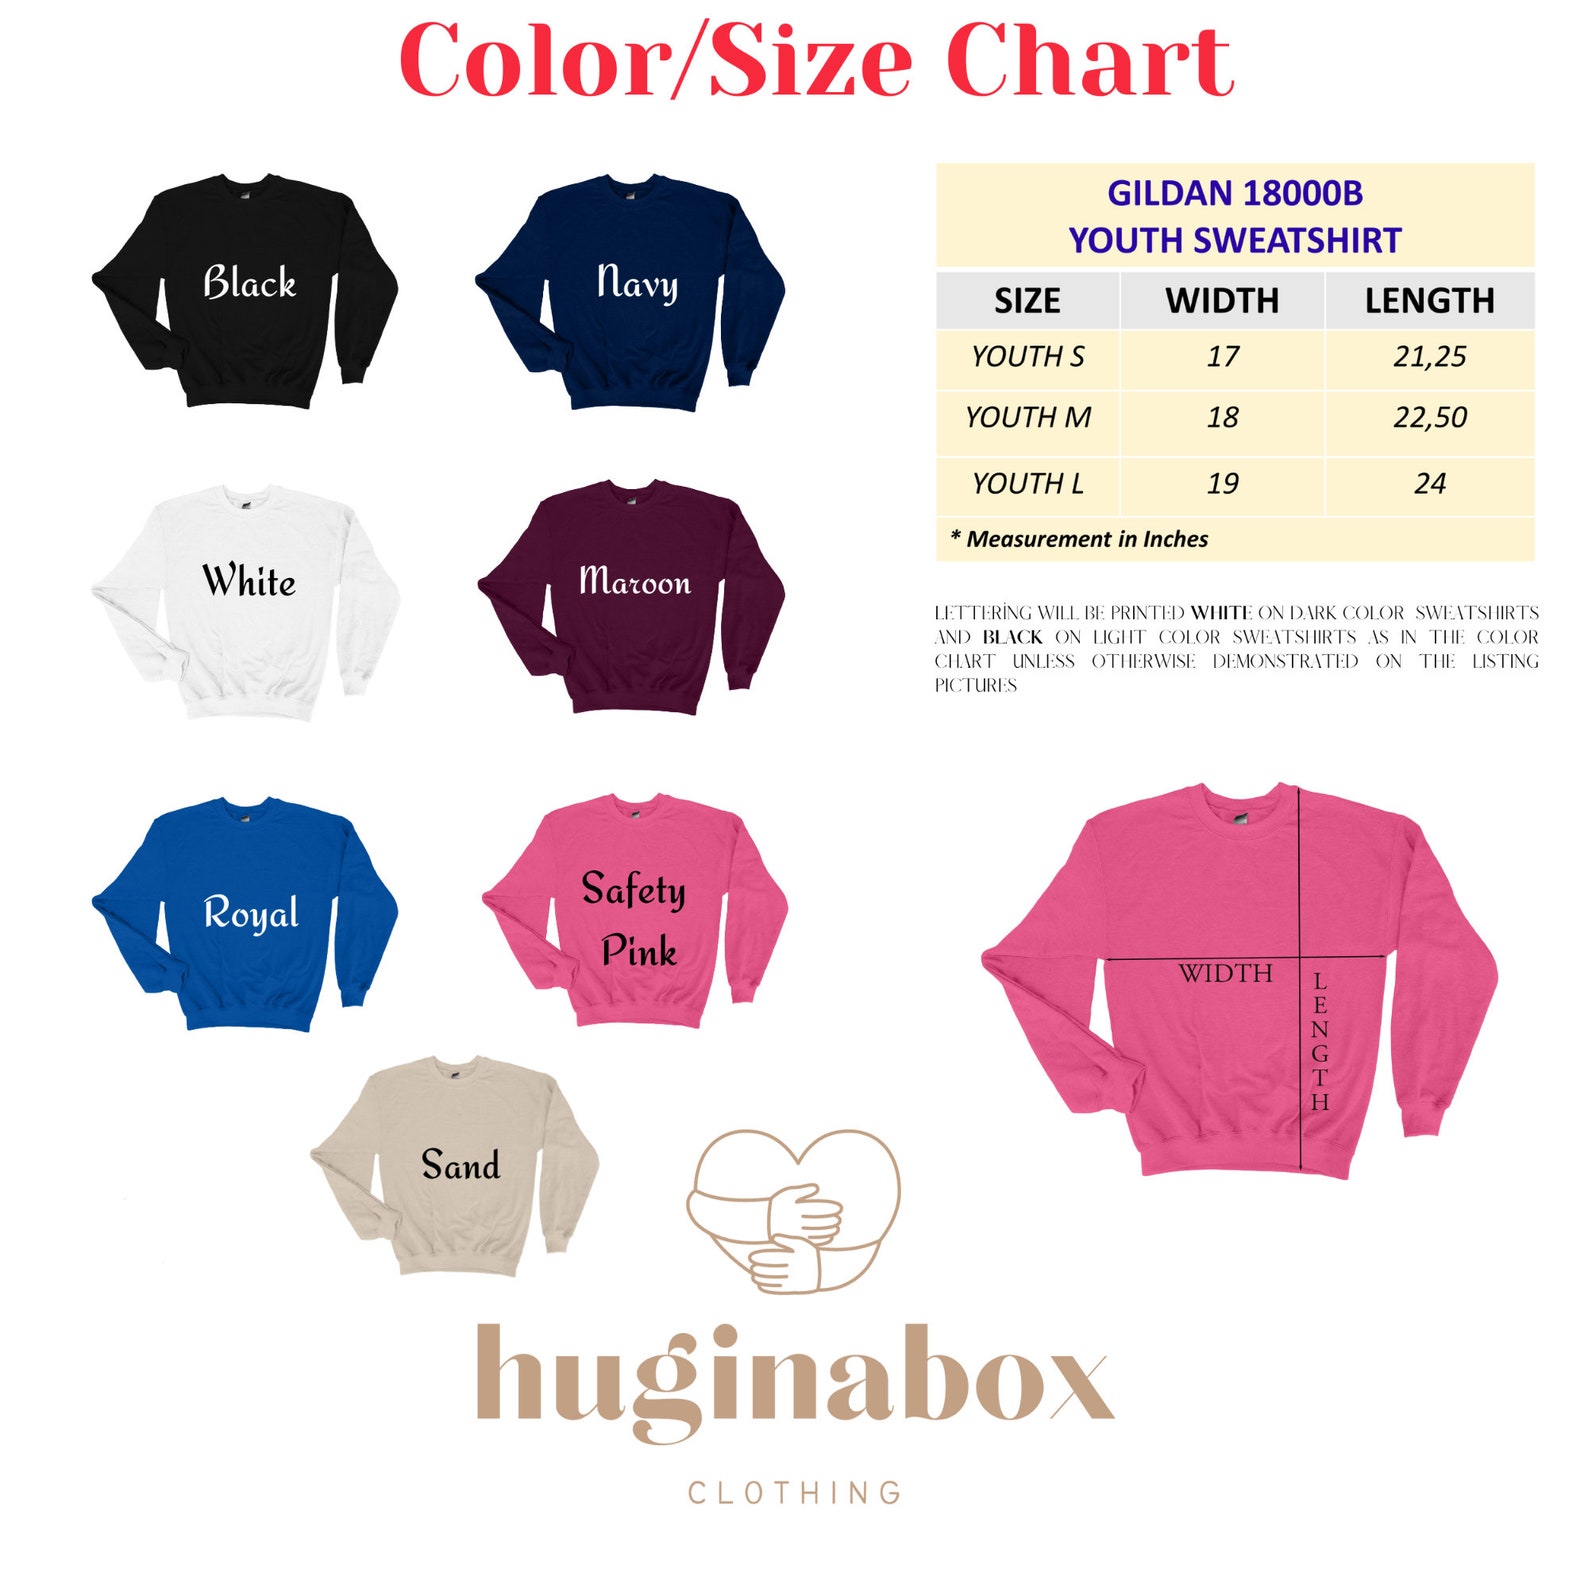 Color/Size Chart
Black
Navy
White
Maroon
Royal
Safety
Pink
Sand
GILDAN 18000B
YOUTH SWEATSHIRT
SIZE WIDTH LENGTH
YOUTH S 17 21,25
YOUTH M 18 22,50
YOUTH L 19 24
* Measurement in Inches
LETTERİNG WILL BE PRINTED WHITE ON DARK COLOR SWEATSHIRTS
AND BLACK ON LIGHT COLOR SWEATSHIRTS AS IN THE COLOR
CHART UNLESS OTHERWISE DEMONSTRATED ON THE LISTING
PICTURES
WIDTH
LENGTH
huginabox
CLOTHING